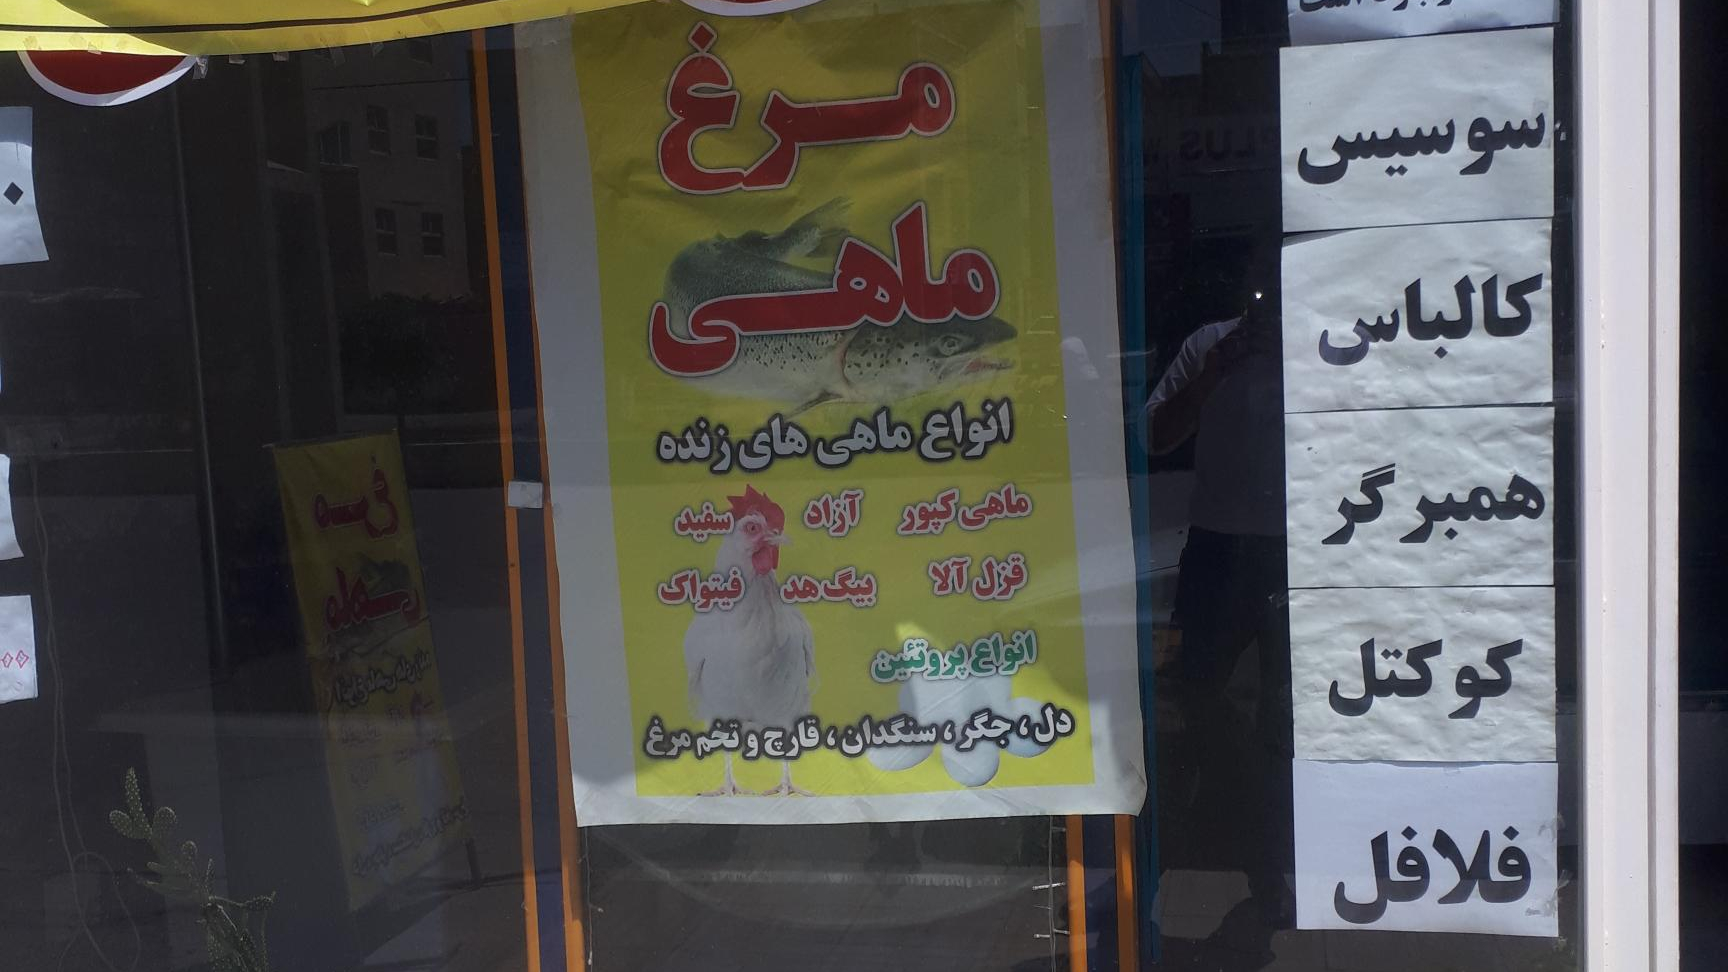 مرغ
ماهی
انواع ماهی های زنده
ماهی کپور آزاد سفید
قزل آلا بیگ هد فیتواک
انواع پروتئین
دل ، جگر ، سنگدان ، قارچ و تخم مرغ
سوسیس
کالباس
همبرگر
کوکتل
فلافل